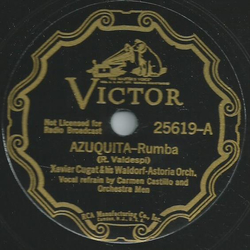 "HIS MASTER'S VOICE"
VICTOR
Not Licensed for
Radio Broadcast
25619-A
AZUQUITA-Rumba
(R. Valdespi)
Xavier Cugat & his Waldorf-Astoria Orch.
Vocal refrain by Carmen Castillo and
Orchestra Men
RCA Manufacturing Co., Inc.
Camden, N.J., U.S.A.